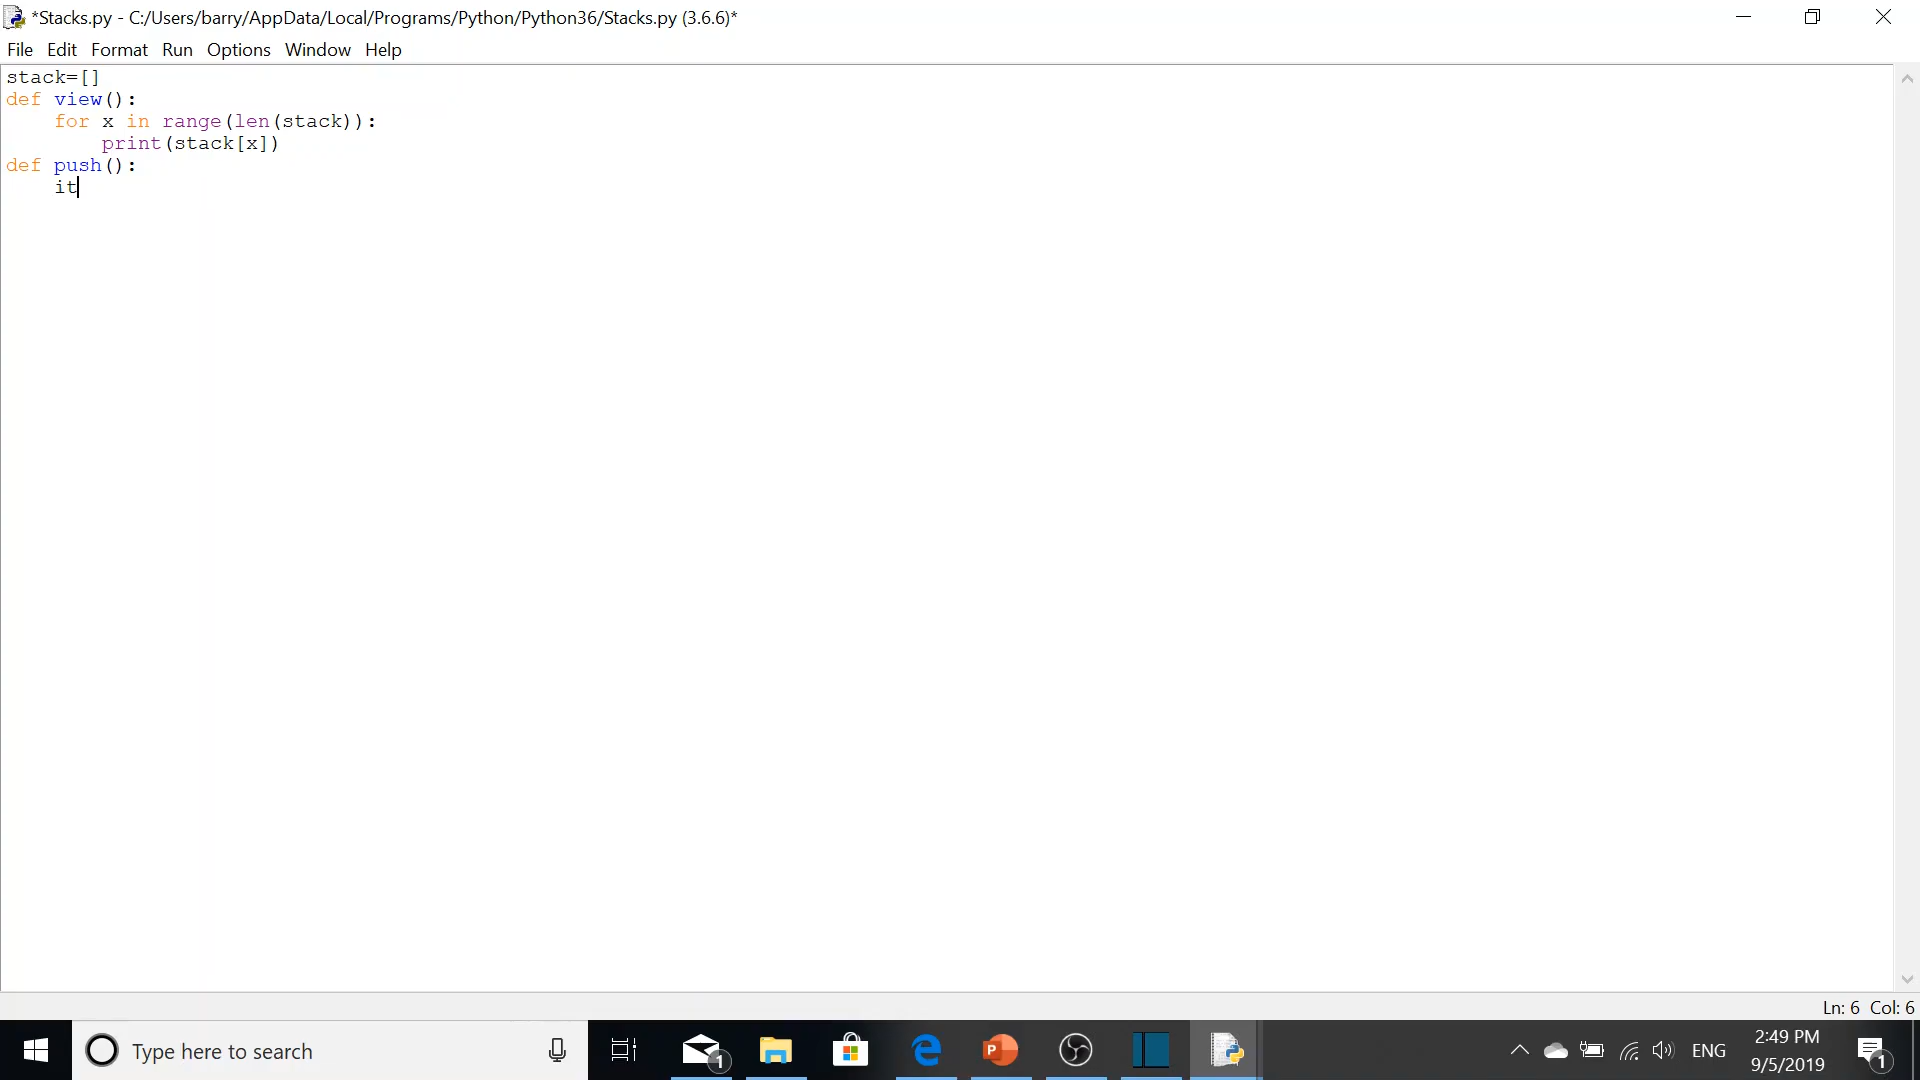 *Stacks.py - C:/Users/barry/AppData/Local/Programs/Python/Python36/Stacks.py (3.6.6)*
File Edit Format Run Options Window Help
stack=[]
def view():
    for x in range(len(stack)):
        print(stack[x])
def push():
    it
Ln: 6 Col: 6
Type here to search
1
P
ENG
2:49 PM
9/5/2019
1